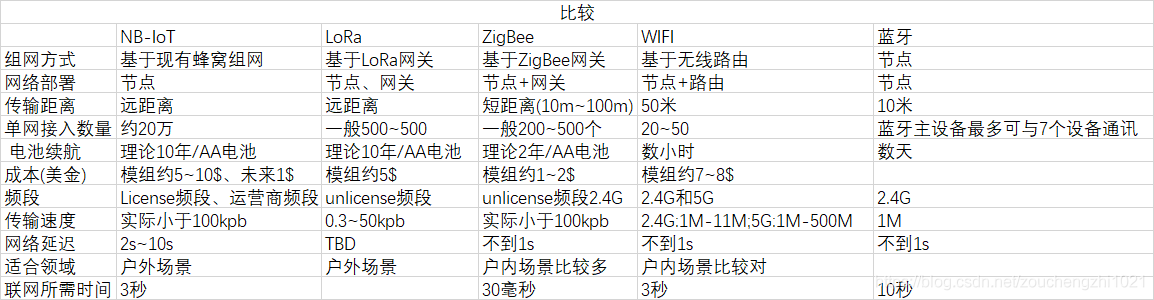 比较
NB-IoT LoRa ZigBee WIFI 蓝牙
组网方式 基于现有蜂窝组网 基于LoRa网关 基于ZigBee网关 基于无线路由 节点
网络部署 节点 节点、网关 节点+网关 节点+路由 节点
传输距离 远距离 远距离 短距离(10m~100m) 50米 10米
单网接入数量 约20万 一般500~500 一般200~500个 20~50 蓝牙主设备最多可与7个设备通讯
电池续航 理论10年/AA电池 理论10年/AA电池 理论2年/AA电池 数小时 数天
成本(美金) 模组约5~10$、未来1$ 模组约5$ 模组约1~2$ 模组约7~8$
频段 License频段、运营商频段 unlicense频段 unlicense频段2.4G 2.4G和5G 2.4G
传输速度 实际小于100kpb 0.3~50kpb 实际小于100kpb 2.4G:1M-11M;5G:1M-500M 1M
网络延迟 2s~10s TBD 不到1s 不到1s 不到1s
适合领域 户外场景 户外场景 户内场景比较多 户内场景比较对
联网所需时间 3秒 30毫秒 3秒 10秒
https://blog.csdn.net/zouchengzhi1021